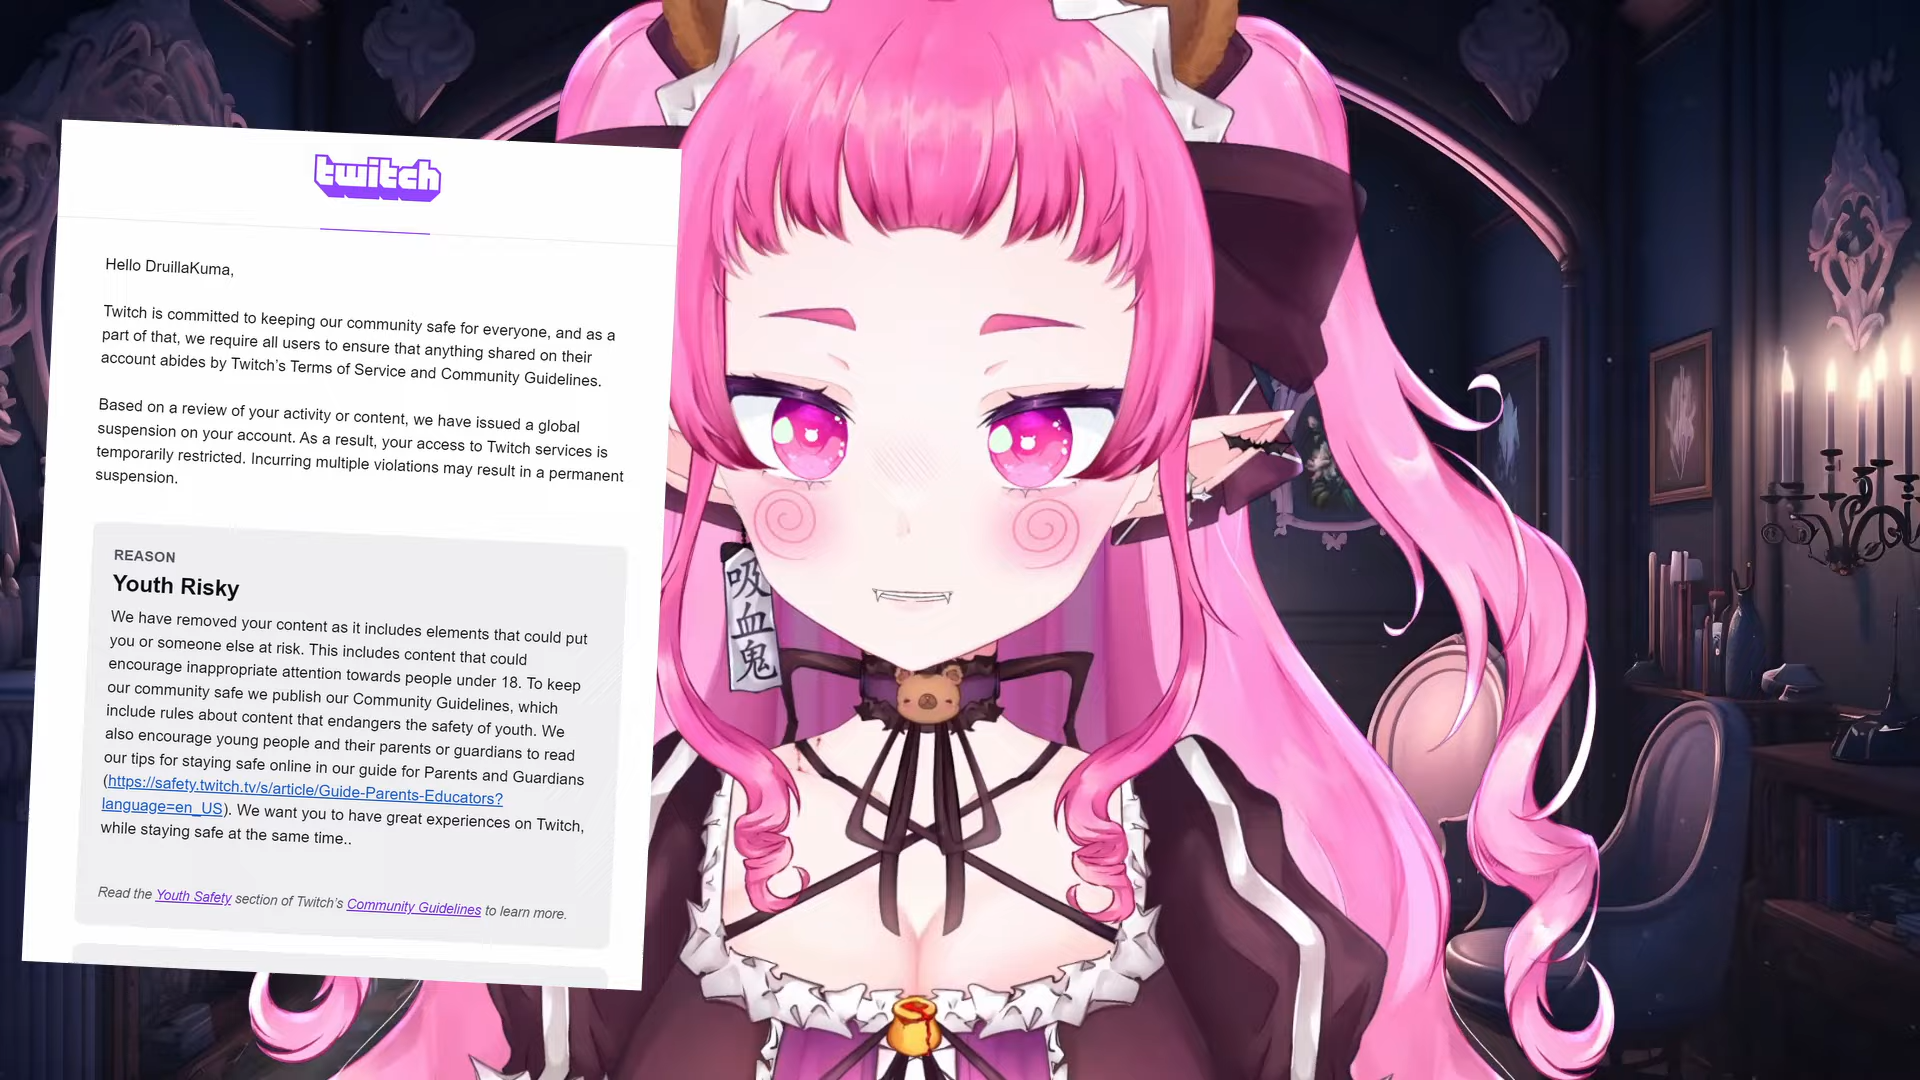 twitch
Hello DruillaKuma,
Twitch is committed to keeping our community safe for everyone, and as a
part of that, we require all users to ensure that anything shared on their
account abides by Twitch’s Terms of Service and Community Guidelines.
Based on a review of your activity or content, we have issued a global
suspension on your account. As a result, your access to Twitch services is
temporarily restricted. Incurring multiple violations may result in a permanent
suspension.
REASON
Youth Risky
We have removed your content as it includes elements that could put
you or someone else at risk. This includes content that could
encourage inappropriate attention towards people under 18. To keep
our community safe we publish our Community Guidelines, which
include rules about content that endangers the safety of youth. We
also encourage young people and their parents or guardians to read
our tips for staying safe online in our guide for Parents and Guardians
(https://safety.twitch.tv/s/article/Guide-Parents-Educators?
language=en_US). We want you to have great experiences on Twitch,
while staying safe at the same time..
Read the Youth Safety section of Twitch’s Community Guidelines to learn more.
吸血鬼